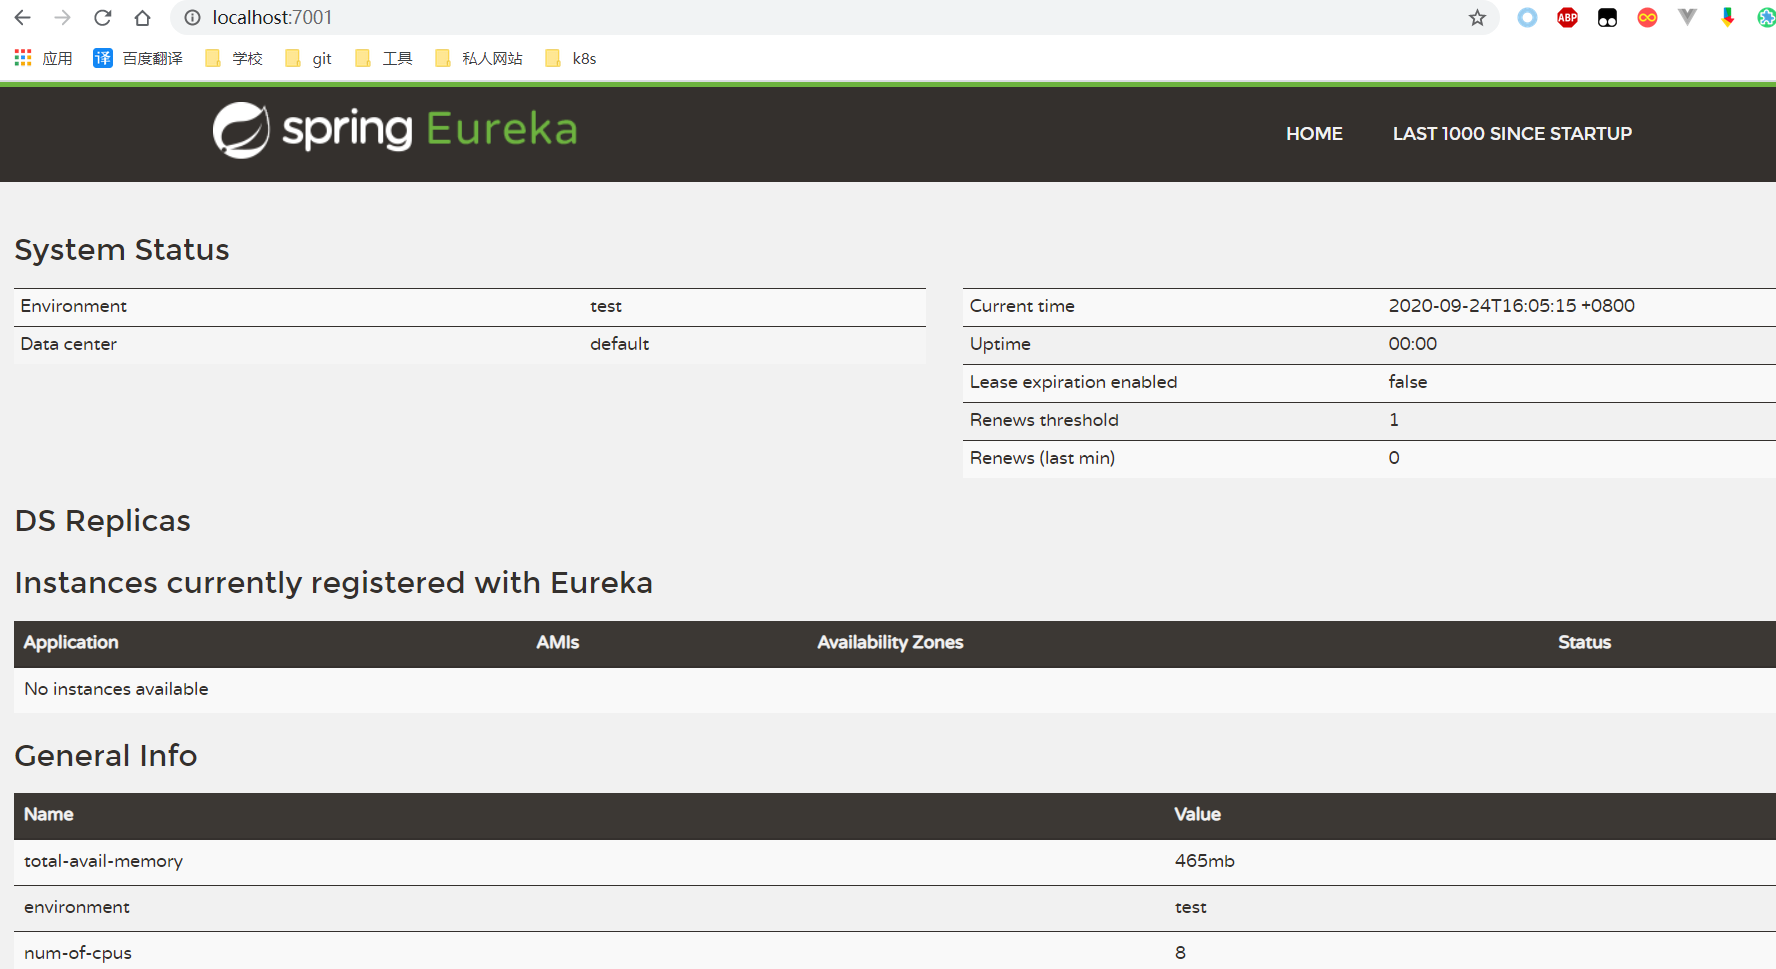 localhost:7001
ABP
应用 译 百度翻译 学校 git 工具 私人网站 k8s
spring Eureka
HOME LAST 1000 SINCE STARTUP
System Status
Environment test
Data center default
Current time 2020-09-24T16:05:15 +0800
Uptime 00:00
Lease expiration enabled false
Renews threshold 1
Renews (last min) 0
DS Replicas
Instances currently registered with Eureka
Application AMIs Availability Zones Status
No instances available
General Info
Name Value
total-avail-memory 465mb
environment test
num-of-cpus 8